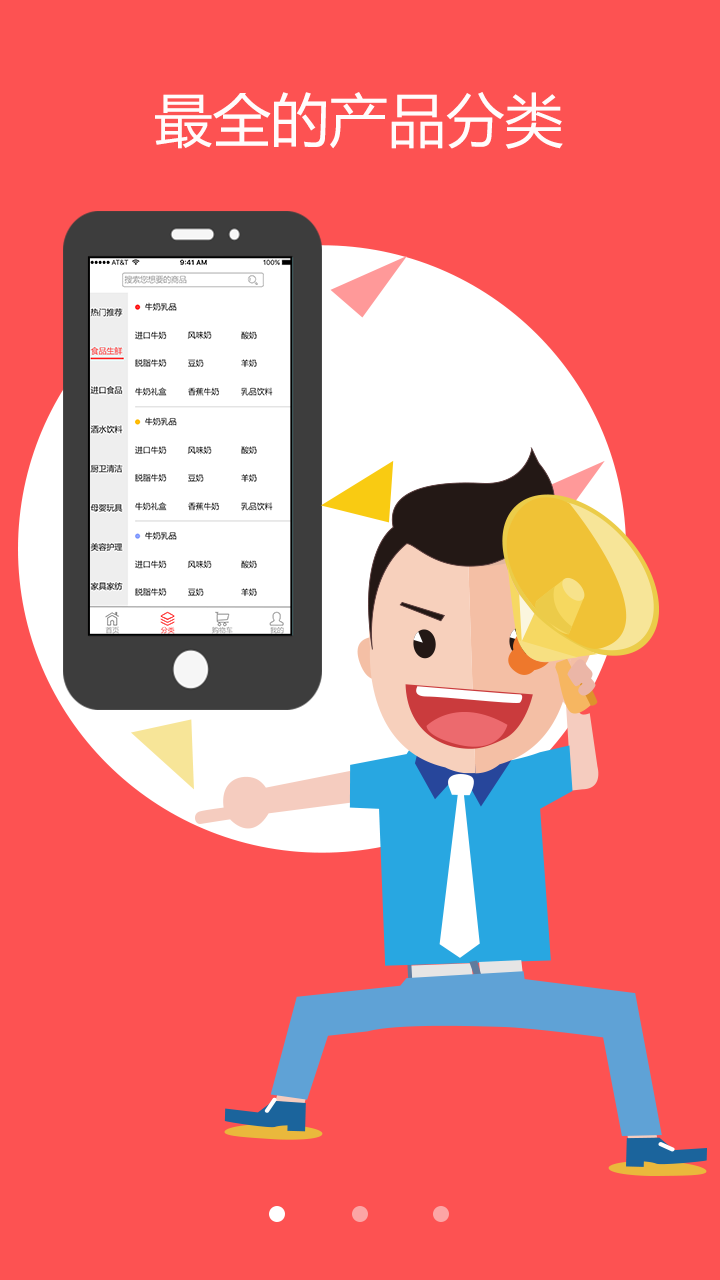 最全的产品分类
AT&T 9:41 AM 100%
搜索您想要的商品
热门推荐
食品生鲜
进口食品
酒水饮料
厨卫清洁
母婴玩具
美容护理
家具家纺
牛奶乳品
进口牛奶 风味奶 酸奶
脱脂牛奶 豆奶 羊奶
牛奶礼盒 香蕉牛奶 乳品饮料
牛奶乳品
进口牛奶 风味奶 酸奶
脱脂牛奶 豆奶 羊奶
牛奶礼盒 香蕉牛奶 乳品饮料
牛奶乳品
进口牛奶 风味奶 酸奶
脱脂牛奶 豆奶 羊奶
首页 分类 购物车 我的